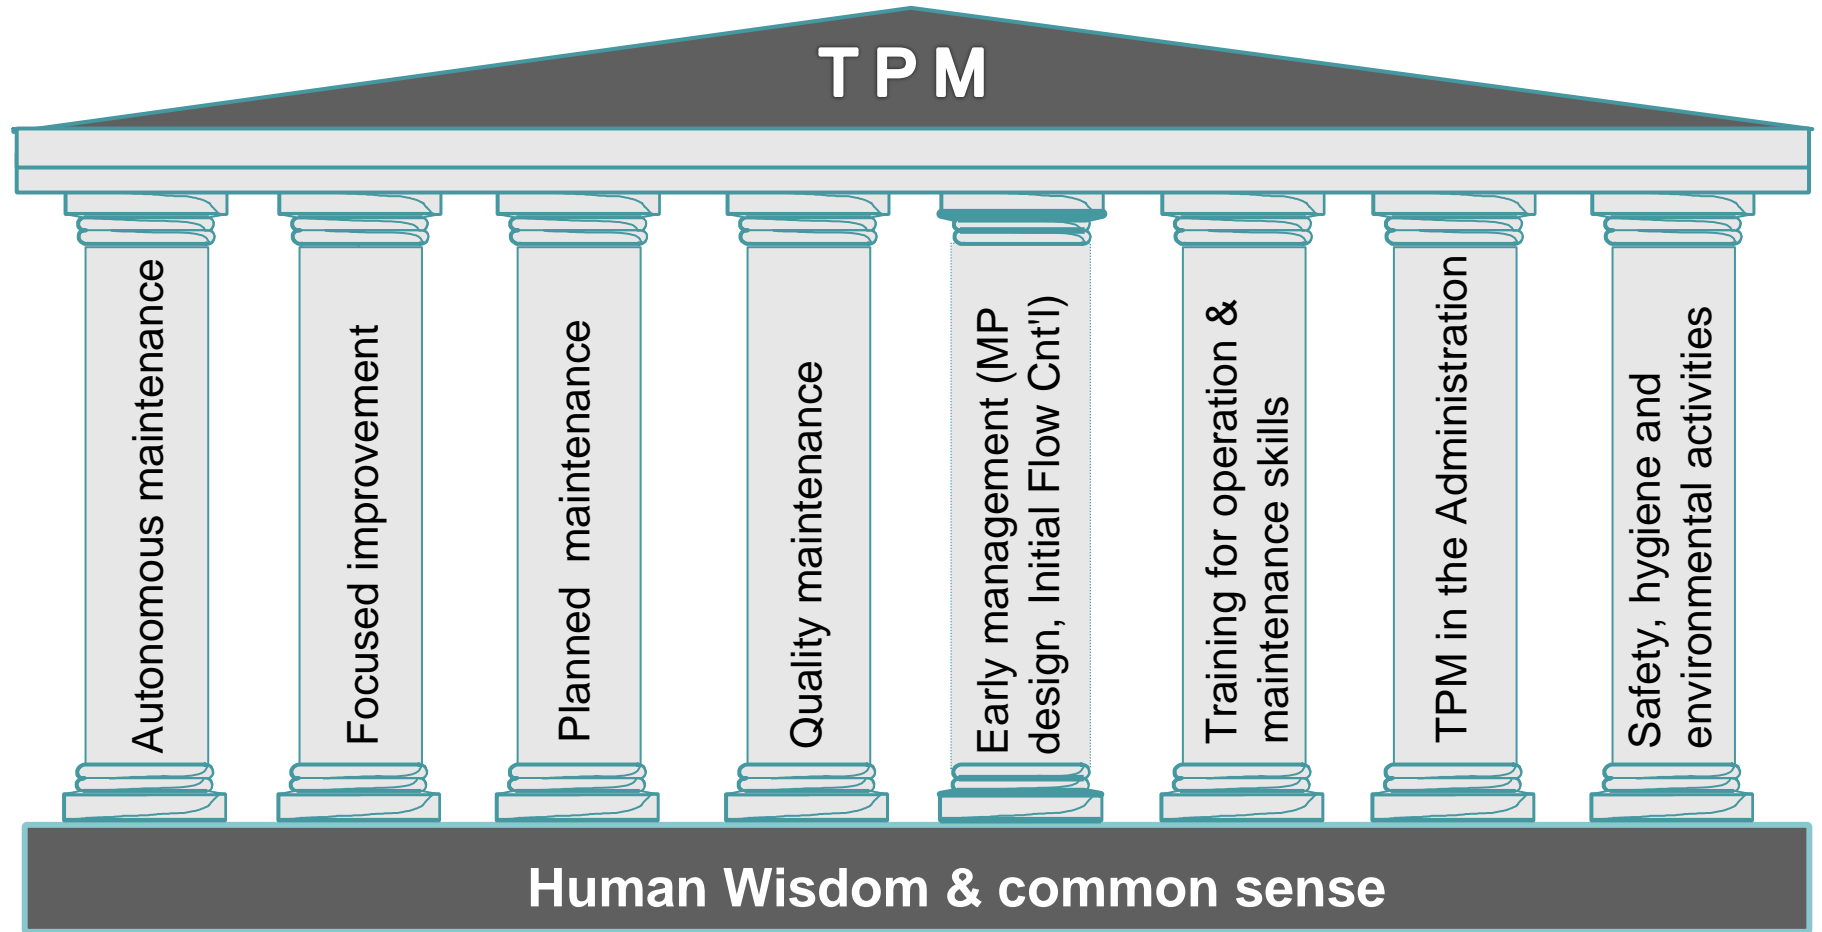 TPM
Autonomous maintenance
Focused improvement
Planned maintenance
Quality maintenance
Early management (MP
design, Initial Flow Cnt'l)
Training for operation &
maintenance skills
TPM in the Administration
Safety, hygiene and
environmental activities
Human Wisdom & common sense